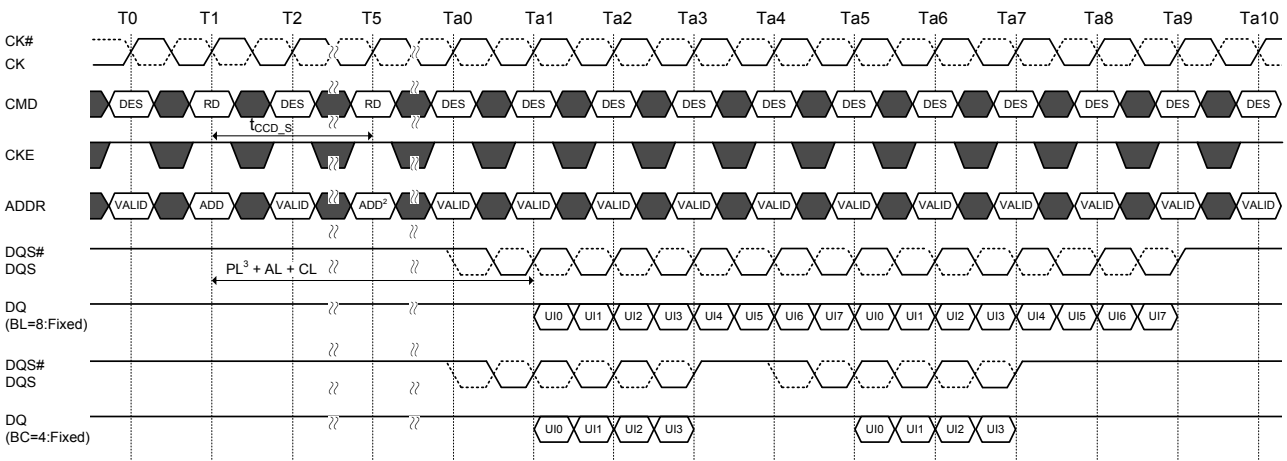 T0 T1 T2 T5 Ta0 Ta1 Ta2 Ta3 Ta4 Ta5 Ta6 Ta7 Ta8 Ta9 Ta10
CK#
CK
CMD DES RD DES RD DES DES DES DES DES DES DES DES DES DES DES
tCCD_S
CKE
ADDR VALID ADD VALID ADD² VALID VALID VALID VALID VALID VALID VALID VALID VALID VALID VALID
DQS#
DQS
PL³ + AL + CL
DQ
(BL=8:Fixed)
UI0 UI1 UI2 UI3 UI4 UI5 UI6 UI7 UI0 UI1 UI2 UI3 UI4 UI5 UI6 UI7
DQS#
DQS
DQ
(BC=4:Fixed)
UI0 UI1 UI2 UI3 UI0 UI1 UI2 UI3